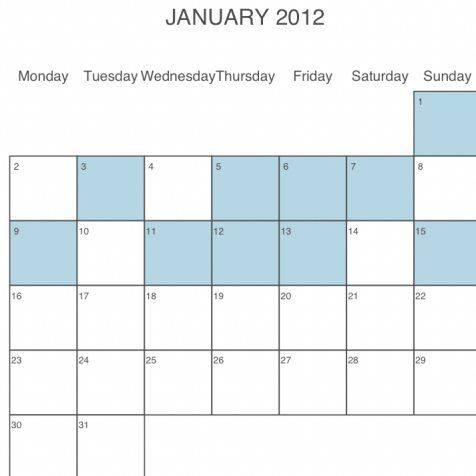 JANUARY 2012
Monday Tuesday Wednesday Thursday Friday Saturday Sunday
1
2 3 4 5 6 7 8
9 10 11 12 13 14 15
16 17 18 19 20 21 22
23 24 25 26 27 28 29
30 31